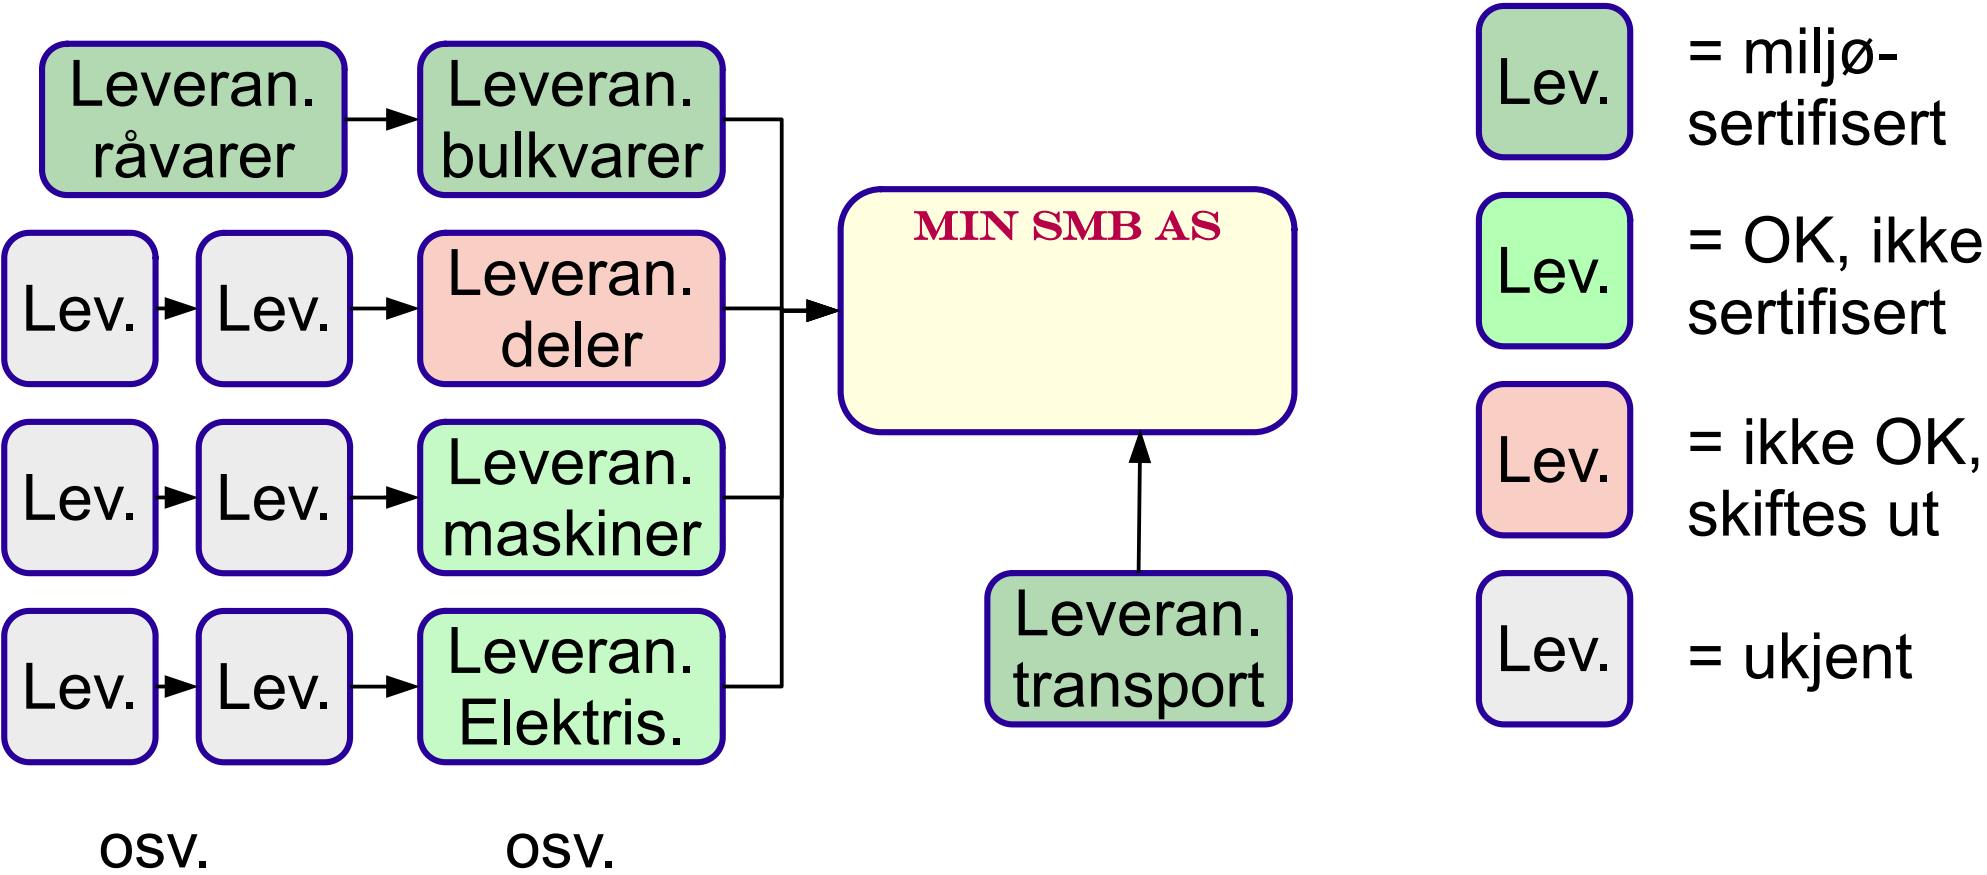 Leveran.
råvarer
Leveran.
bulkvarer
Lev.
Lev.
Leveran.
deler
Lev.
Lev.
Leveran.
maskiner
Lev.
Lev.
Leveran.
Elektris.
osv.
osv.
MIN SMB AS
Leveran.
transport
Lev.
= miljø-
sertifisert
Lev.
= OK, ikke
sertifisert
Lev.
= ikke OK,
skiftes ut
Lev.
= ukjent